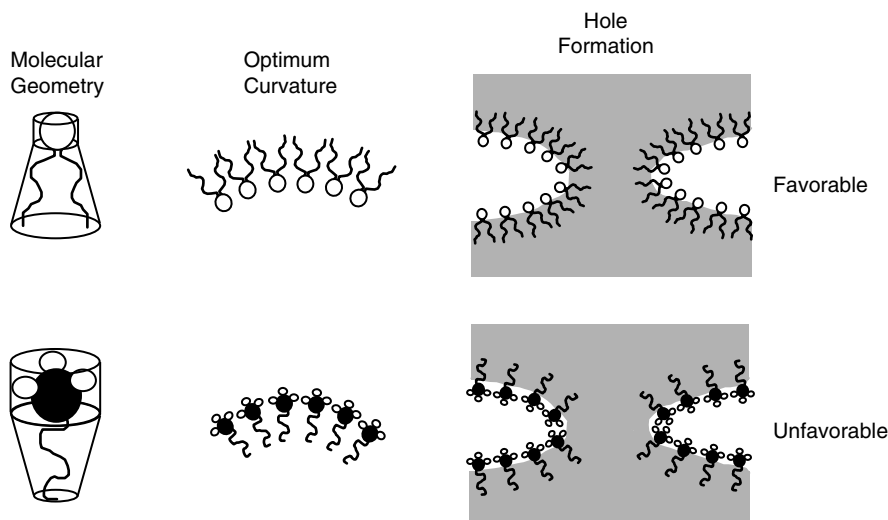 Molecular
Geometry
Optimum
Curvature
Hole
Formation
Favorable
Unfavorable